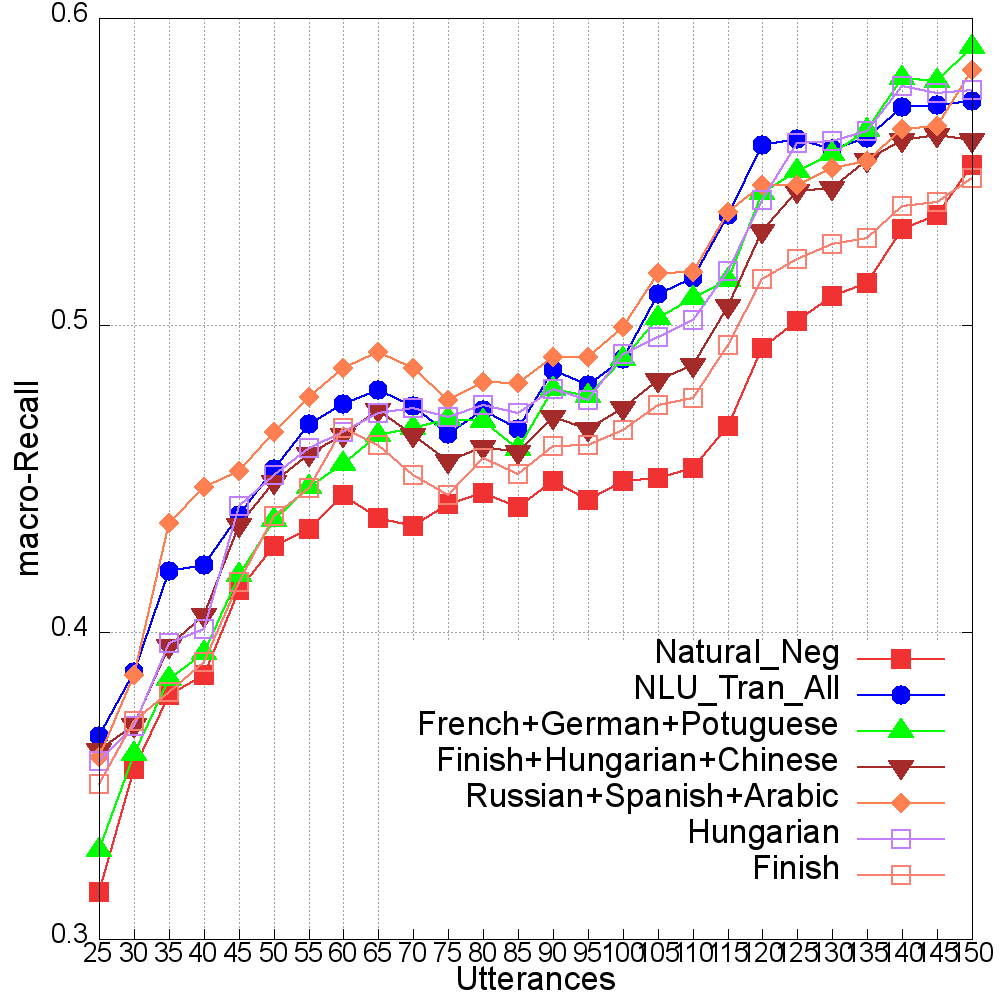 0.6
0.5
0.4
0.3
macro-Recall
Natural_Neg
NLU_Tran_All
French+German+Potuguese
Finish+Hungarian+Chinese
Russian+Spanish+Arabic
Hungarian
Finish
25 30 35 40 45 50 55 60 65 70 75 80 85 90 95 100 105 110 115 120 125 130 135 140 145 150
Utterances